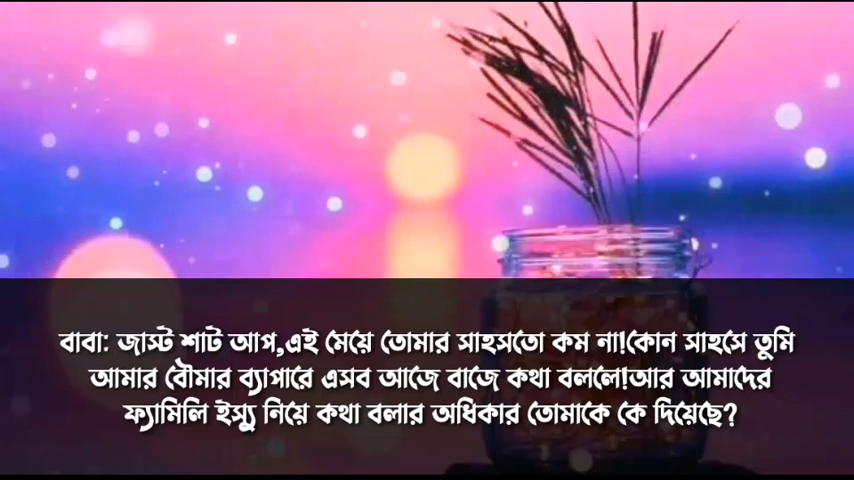 বাবা: জাস্ট শাট আপ,এই মেয়ে তোমার সাহসতো কম না!কোন সাহসে তুমি
আমার বৌমার ব্যাপারে এসব আজে বাজে কথা বললো!আর আমাদের
ফ্যামিলি ইস্যু নিয়ে কথা বলার অধিকার তোমাকে কে দিয়েছে?